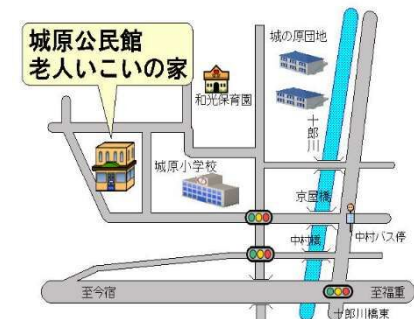 城原公民館
老人いこいの家
城の原団地
和光保育園
十郎川
城原小学校
京屋橋
中村橋
中村バス停
至今宿
至福重
十郎川橋東